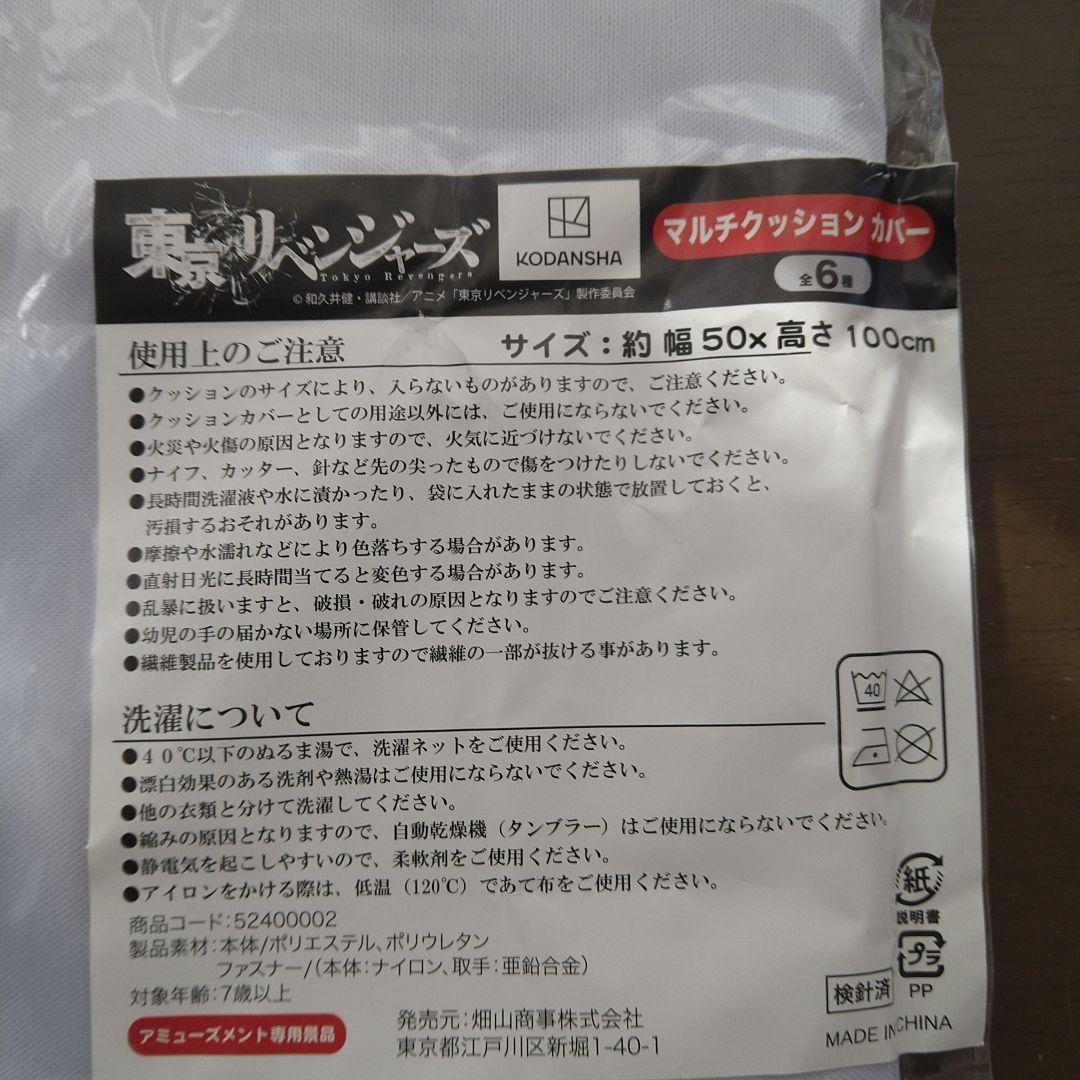 東京リベンジャーズ
Tokyo Revengers
KODANSHA
マルチクッション カバー
全6種
©和久井健・講談社/アニメ「東京リベンジャーズ」製作委員会
使用上のご注意
サイズ:約 幅50x高さ100cm
●クッションのサイズにより、入らないものがありますので、ご注意ください。
●クッションカバーとしての用途以外には、ご使用にならないでください。
●火災や火傷の原因となりますので、火気に近づけないでください。
●ナイフ、カッター、針など先の尖ったもので傷をつけたりしないでください。
●長時間洗濯液や水に漬かったり、袋に入れたままの状態で放置しておくと、
汚損するおそれがあります。
●摩擦や水濡れなどにより色落ちする場合があります。
●直射日光に長時間当てると変色する場合があります。
●乱暴に扱いますと、破損・破れの原因となりますのでご注意ください。
●幼児の手の届かない場所に保管してください。
●繊維製品を使用しておりますので繊維の一部が抜ける事があります。
40
洗濯について
●40℃以下のぬるま湯で、洗濯ネットをご使用ください。
●漂白効果のある洗剤や熱湯はご使用にならないでください。
●他の衣類と分けて洗濯してください。
●縮みの原因となりますので、自動乾燥機(タンブラー)はご使用にならないでください。
●静電気を起こしやすいので、柔軟剤をご使用ください。
●アイロンをかける際は、低温(120℃)であて布をご使用ください。
紙
説明書
商品コード:52400002
製品素材:本体/ポリエステル、ポリウレタン
ファスナー/(本体:ナイロン、取手:亜鉛合金)
対象年齢:7歳以上
プラ
PP
検針済
アミューズメント専用景品
発売元:畑山商事株式会社
東京都江戸川区新堀1-40-1
MADE IN CHINA